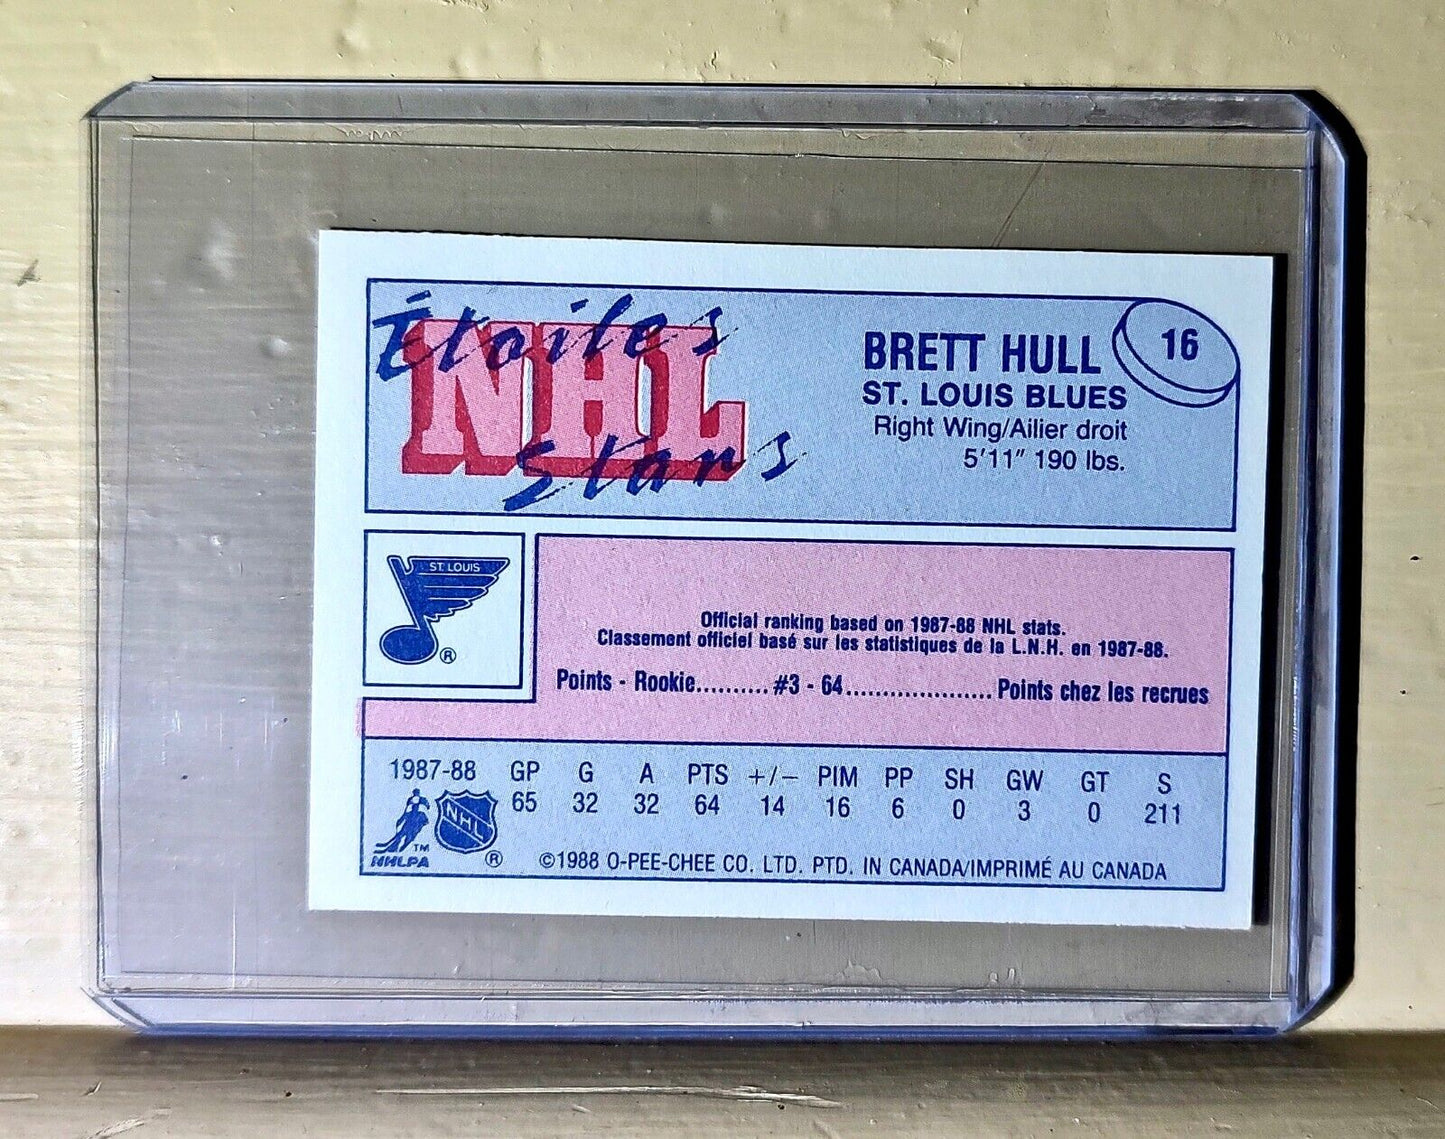 Étoiles
NHL
Stars
16
BRETT HULL
ST. LOUIS BLUES
Right Wing/Ailier droit
5'11" 190 lbs.
ST. LOUIS
®
Official ranking based on 1987-88 NHL stats.
Classement officiel basé sur les statistiques de la L.N.H. en 1987-88.
Points - Rookie.......... #3 - 64..................... Points chez les recrues
1987-88 GP G A PTS +/- PIM PP SH GW GT S
65 32 32 64 14 16 6 0 3 0 211
NHL
TM
NHLPA ® ©1988 O-PEE-CHEE CO. LTD. PTD. IN CANADA/IMPRIMÉ AU CANADA